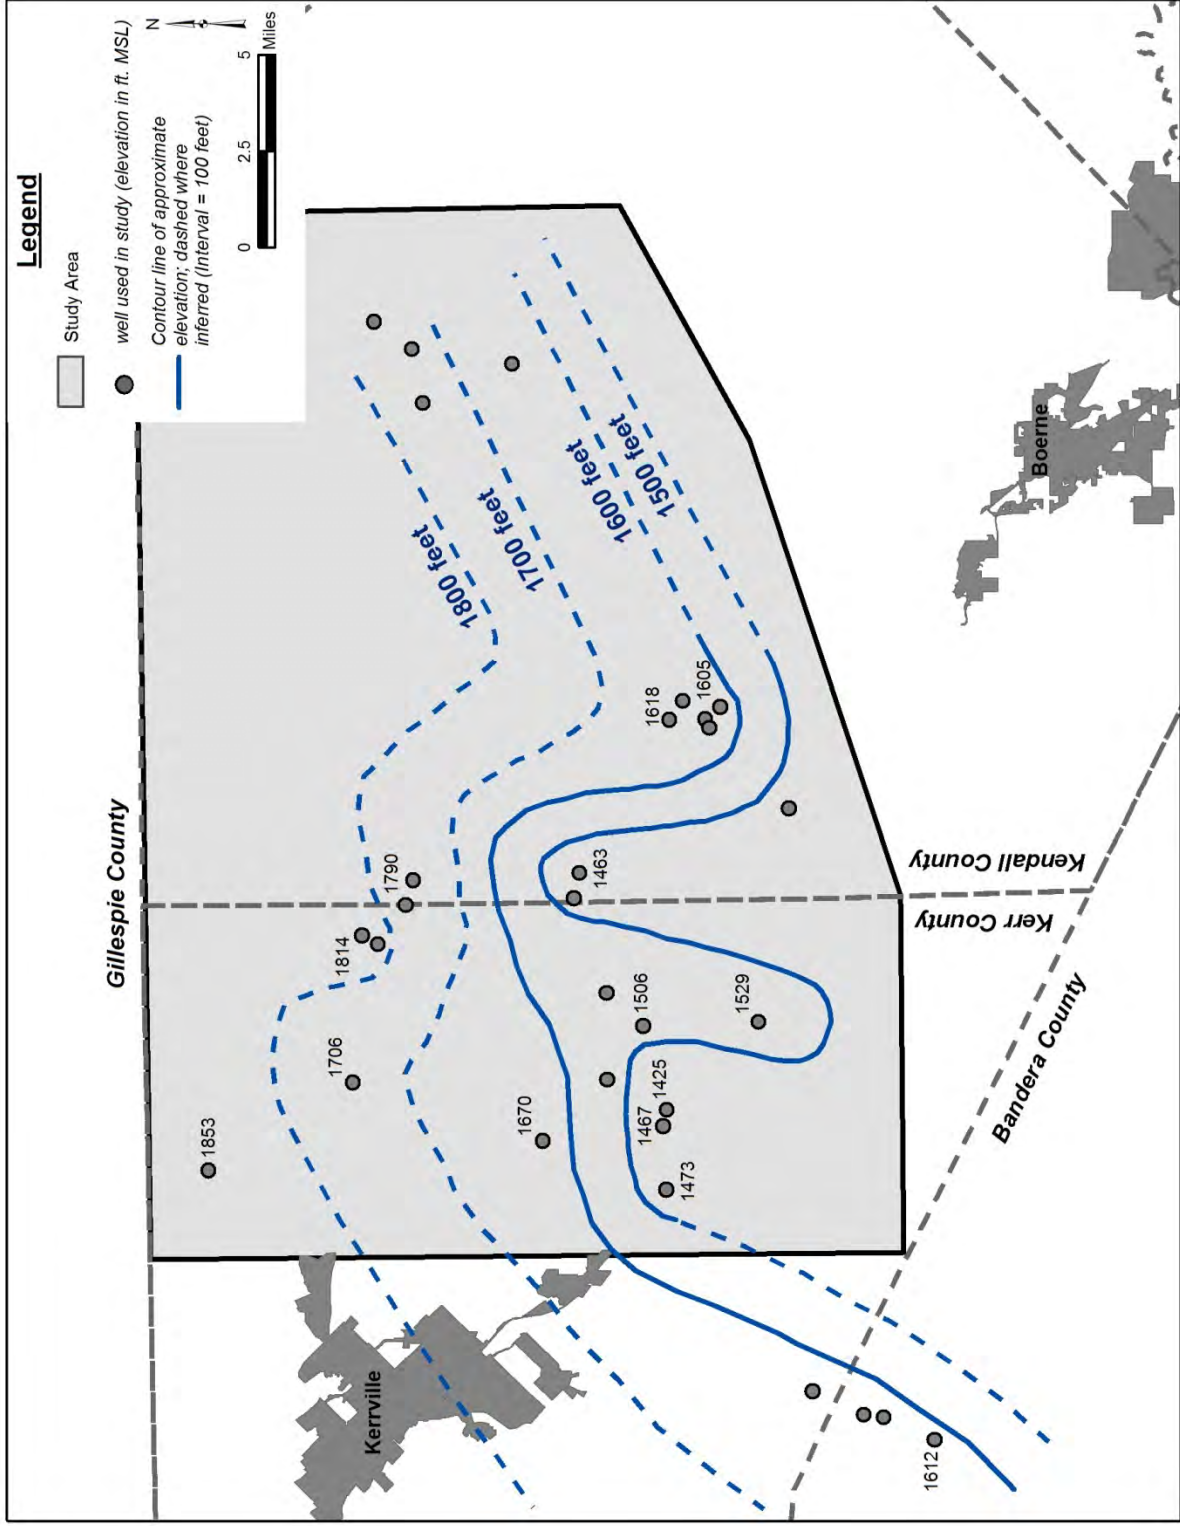 Legend
Study Area
well used in study (elevation in ft. MSL)
Contour line of approximate
elevation; dashed where
inferred (Interval = 100 feet)
N
0
2.5
5
Miles
Gillespie County
1853
1706
1814
1790
1800 feet
1700 feet
1600 feet
1500 feet
1670
1463
1618
1605
1506
1529
1467
1425
1473
1612
Kerrville
Boerne
Kerr County
Kendall County
Bandera County